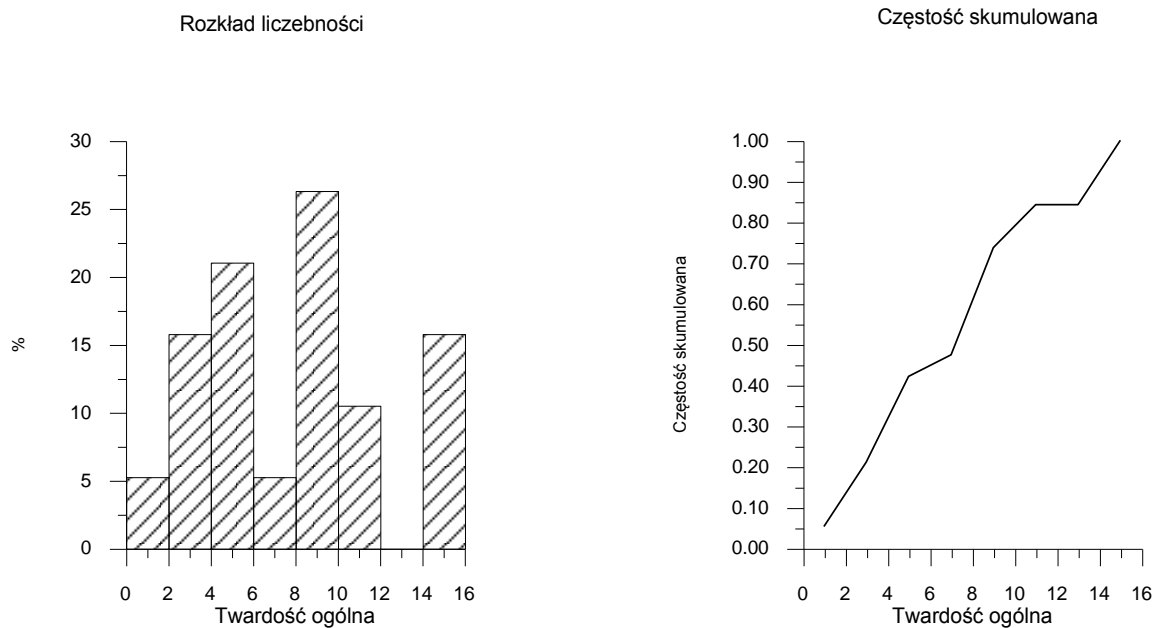 Rozkład liczebności
30
25
20
15
10
5
0
%
0 2 4 6 8 10 12 14 16
Twardość ogólna
Częstość skumulowana
1.00
0.90
0.80
0.70
0.60
0.50
0.40
0.30
0.20
0.10
0.00
Częstość skumulowana
0 2 4 6 8 10 12 14 16
Twardość ogólna